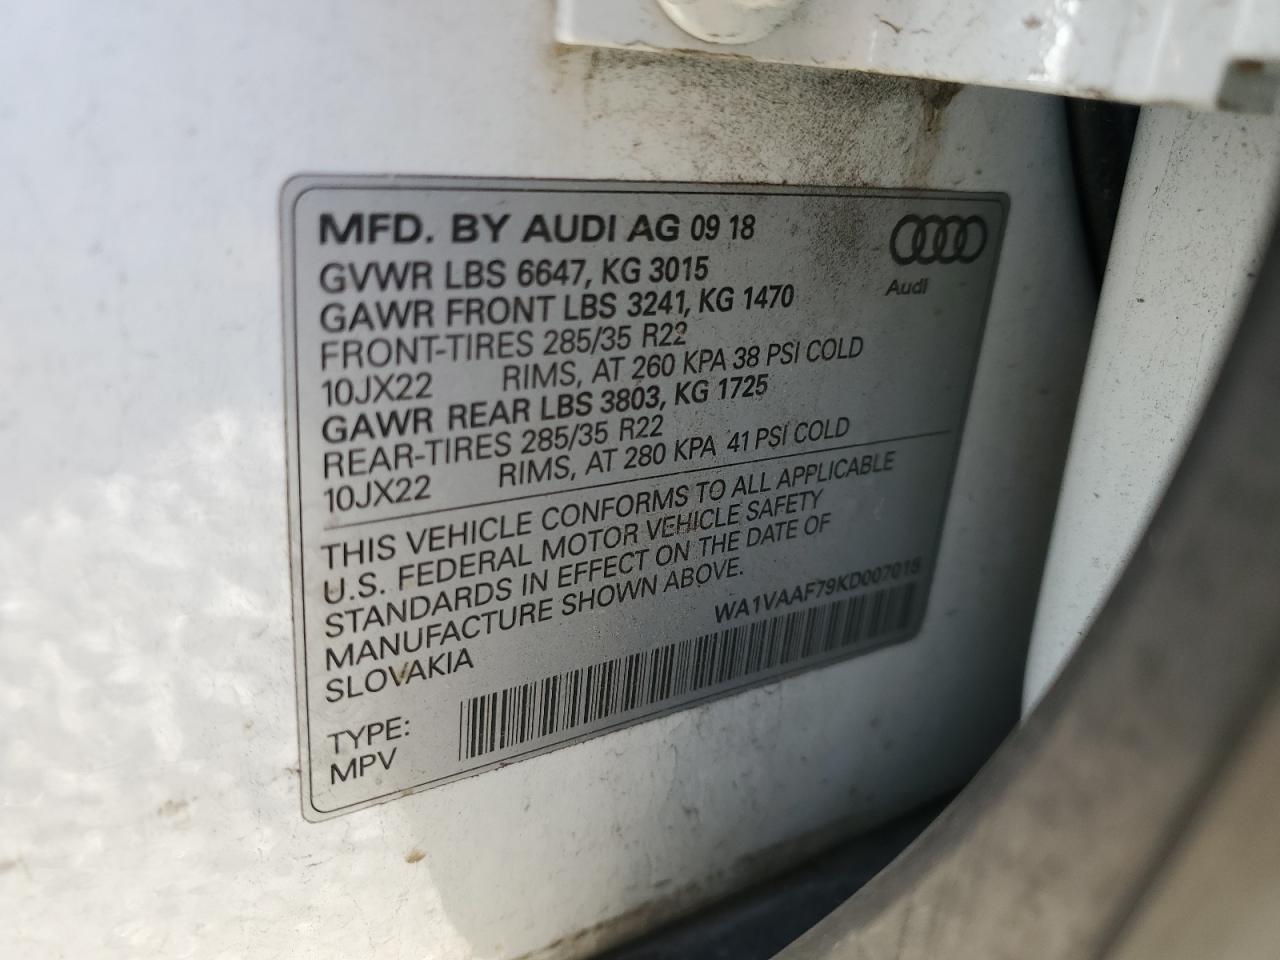 MFD. BY AUDI AG 09 18
Audi
GVWR LBS 6647, KG 3015
GAWR FRONT LBS 3241, KG 1470
FRONT-TIRES 285/35 R22
10JX22 RIMS, AT 260 KPA 38 PSI COLD
GAWR REAR LBS 3803, KG 1725
REAR-TIRES 285/35 R22
10JX22 RIMS, AT 280 KPA 41 PSI COLD
THIS VEHICLE CONFORMS TO ALL APPLICABLE
U.S. FEDERAL MOTOR VEHICLE SAFETY
STANDARDS IN EFFECT ON THE DATE OF
MANUFACTURE SHOWN ABOVE.
SLOVAKIA
WA1VAAF79KD007015
TYPE:
MPV